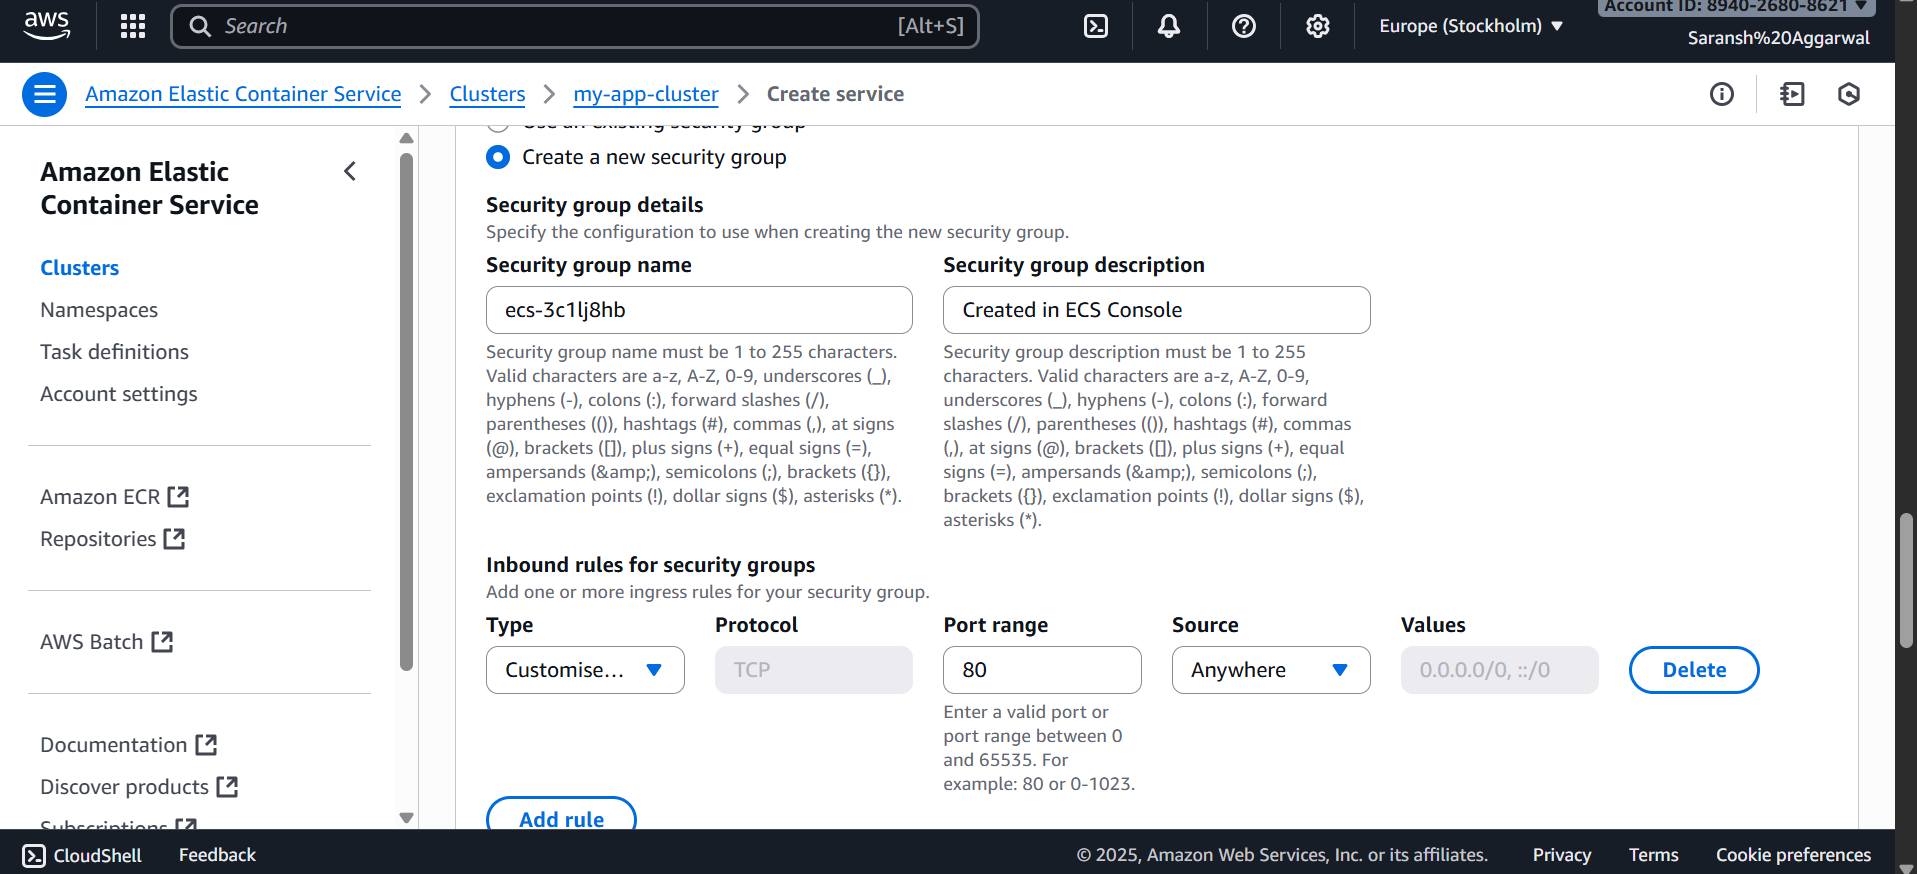 aws
Search
[Alt+S]
Europe (Stockholm)
Account ID: 8940-2680-8621
Saransh%20Aggarwal
Amazon Elastic Container Service
Clusters
my-app-cluster
Create service
Amazon Elastic
Container Service
Clusters
Namespaces
Task definitions
Account settings
Amazon ECR
Repositories
AWS Batch
Documentation
Discover products
Subscriptions
Use an existing security group
Create a new security group
Security group details
Specify the configuration to use when creating the new security group.
Security group name
ecs-3c1lj8hb
Security group name must be 1 to 255 characters.
Valid characters are a-z, A-Z, 0-9, underscores (_),
hyphens (-), colons (:), forward slashes (/),
parentheses (()), hashtags (#), commas (,), at signs
(@), brackets ([]), plus signs (+), equal signs (=),
ampersands (&amp;), semicolons (;), brackets ({}),
exclamation points (!), dollar signs ($), asterisks (*).
Security group description
Created in ECS Console
Security group description must be 1 to 255
characters. Valid characters are a-z, A-Z, 0-9,
underscores (_), hyphens (-), colons (:), forward
slashes (/), parentheses (()), hashtags (#), commas
(,), at signs (@), brackets ([]), plus signs (+), equal
signs (=), ampersands (&amp;), semicolons (;),
brackets ({}), exclamation points (!), dollar signs ($),
asterisks (*).
Inbound rules for security groups
Add one or more ingress rules for your security group.
Type
Customise...
Protocol
TCP
Port range
80
Enter a valid port or
port range between 0
and 65535. For
example: 80 or 0-1023.
Source
Anywhere
Values
0.0.0.0/0, ::/0
Delete
Add rule
CloudShell
Feedback
© 2025, Amazon Web Services, Inc. or its affiliates.
Privacy
Terms
Cookie preferences